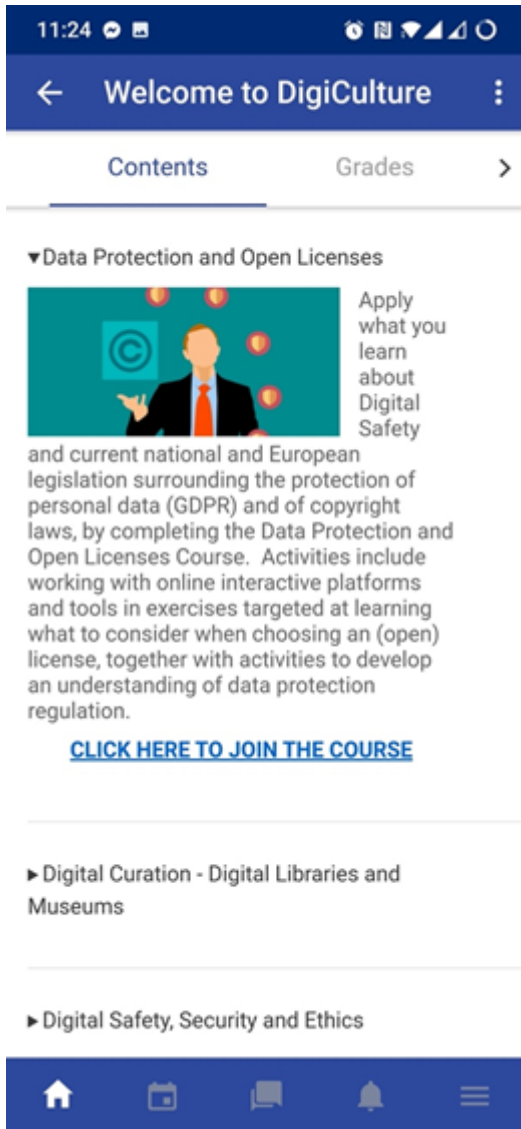 11:24
Welcome to DigiCulture
Contents
Grades
▼Data Protection and Open Licenses
©
Apply
what you
learn
about
Digital
Safety
and current national and European
legislation surrounding the protection of
personal data (GDPR) and of copyright
laws, by completing the Data Protection and
Open Licenses Course. Activities include
working with online interactive platforms
and tools in exercises targeted at learning
what to consider when choosing an (open)
license, together with activities to develop
an understanding of data protection
regulation.
CLICK HERE TO JOIN THE COURSE
▶Digital Curation - Digital Libraries and
Museums
▶Digital Safety, Security and Ethics